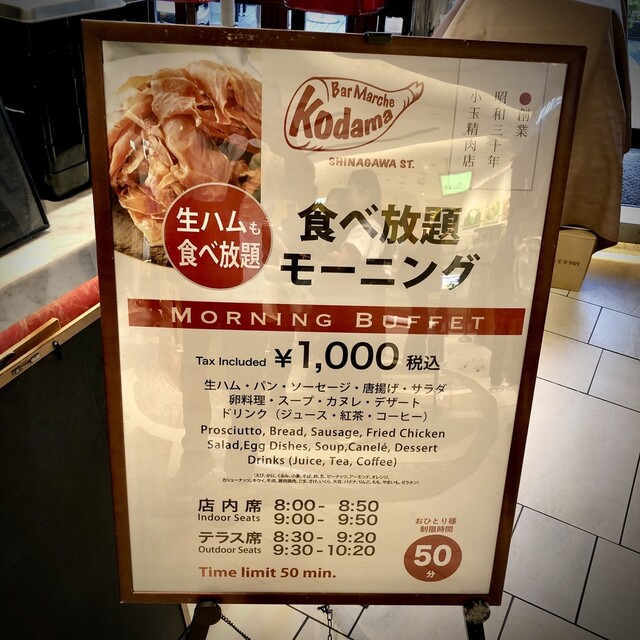 Bar Marche
Kodama
SHINAGAWA ST.
創業
昭和三十年
小玉精肉店
生ハムも
食べ放題
食べ放題
モーニング
MORNING BUFFET
Tax Included ¥1,000 税込
生ハム・パン・ソーセージ・唐揚げ・サラダ
卵料理・スープ・カヌレ・デザート
ドリンク（ジュース・紅茶・コーヒー）
Prosciutto, Bread, Sausage, Fried Chicken
Salad,Egg Dishes, Soup,Canelé, Dessert
Drinks (Juice, Tea, Coffee)
店内席 8:00- 8:50
Indoor Seats 9:00 - 9:50
テラス席 8:30 - 9:20
Outdoor Seats 9:30 -10:20
Time limit 50 min.
おひとり様
制限時間
50
分